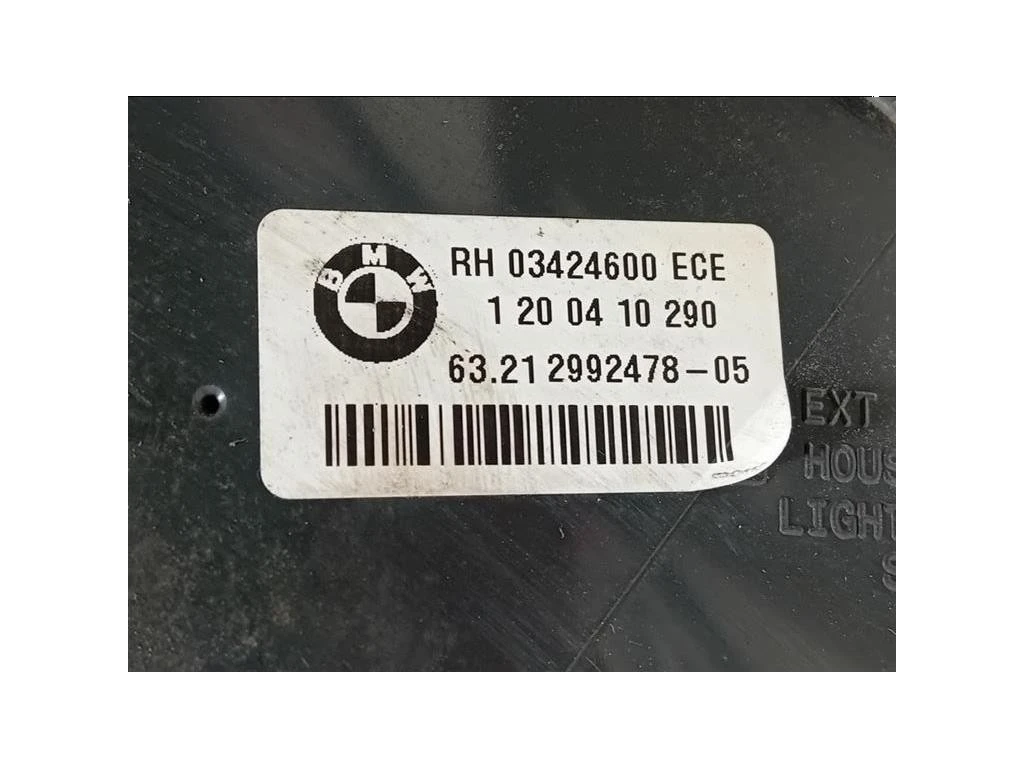 BMW
RH 03424600 ECE
1 20 04 10 290
63.21 2992478-05
EXT
HOUS
LIGHT
S